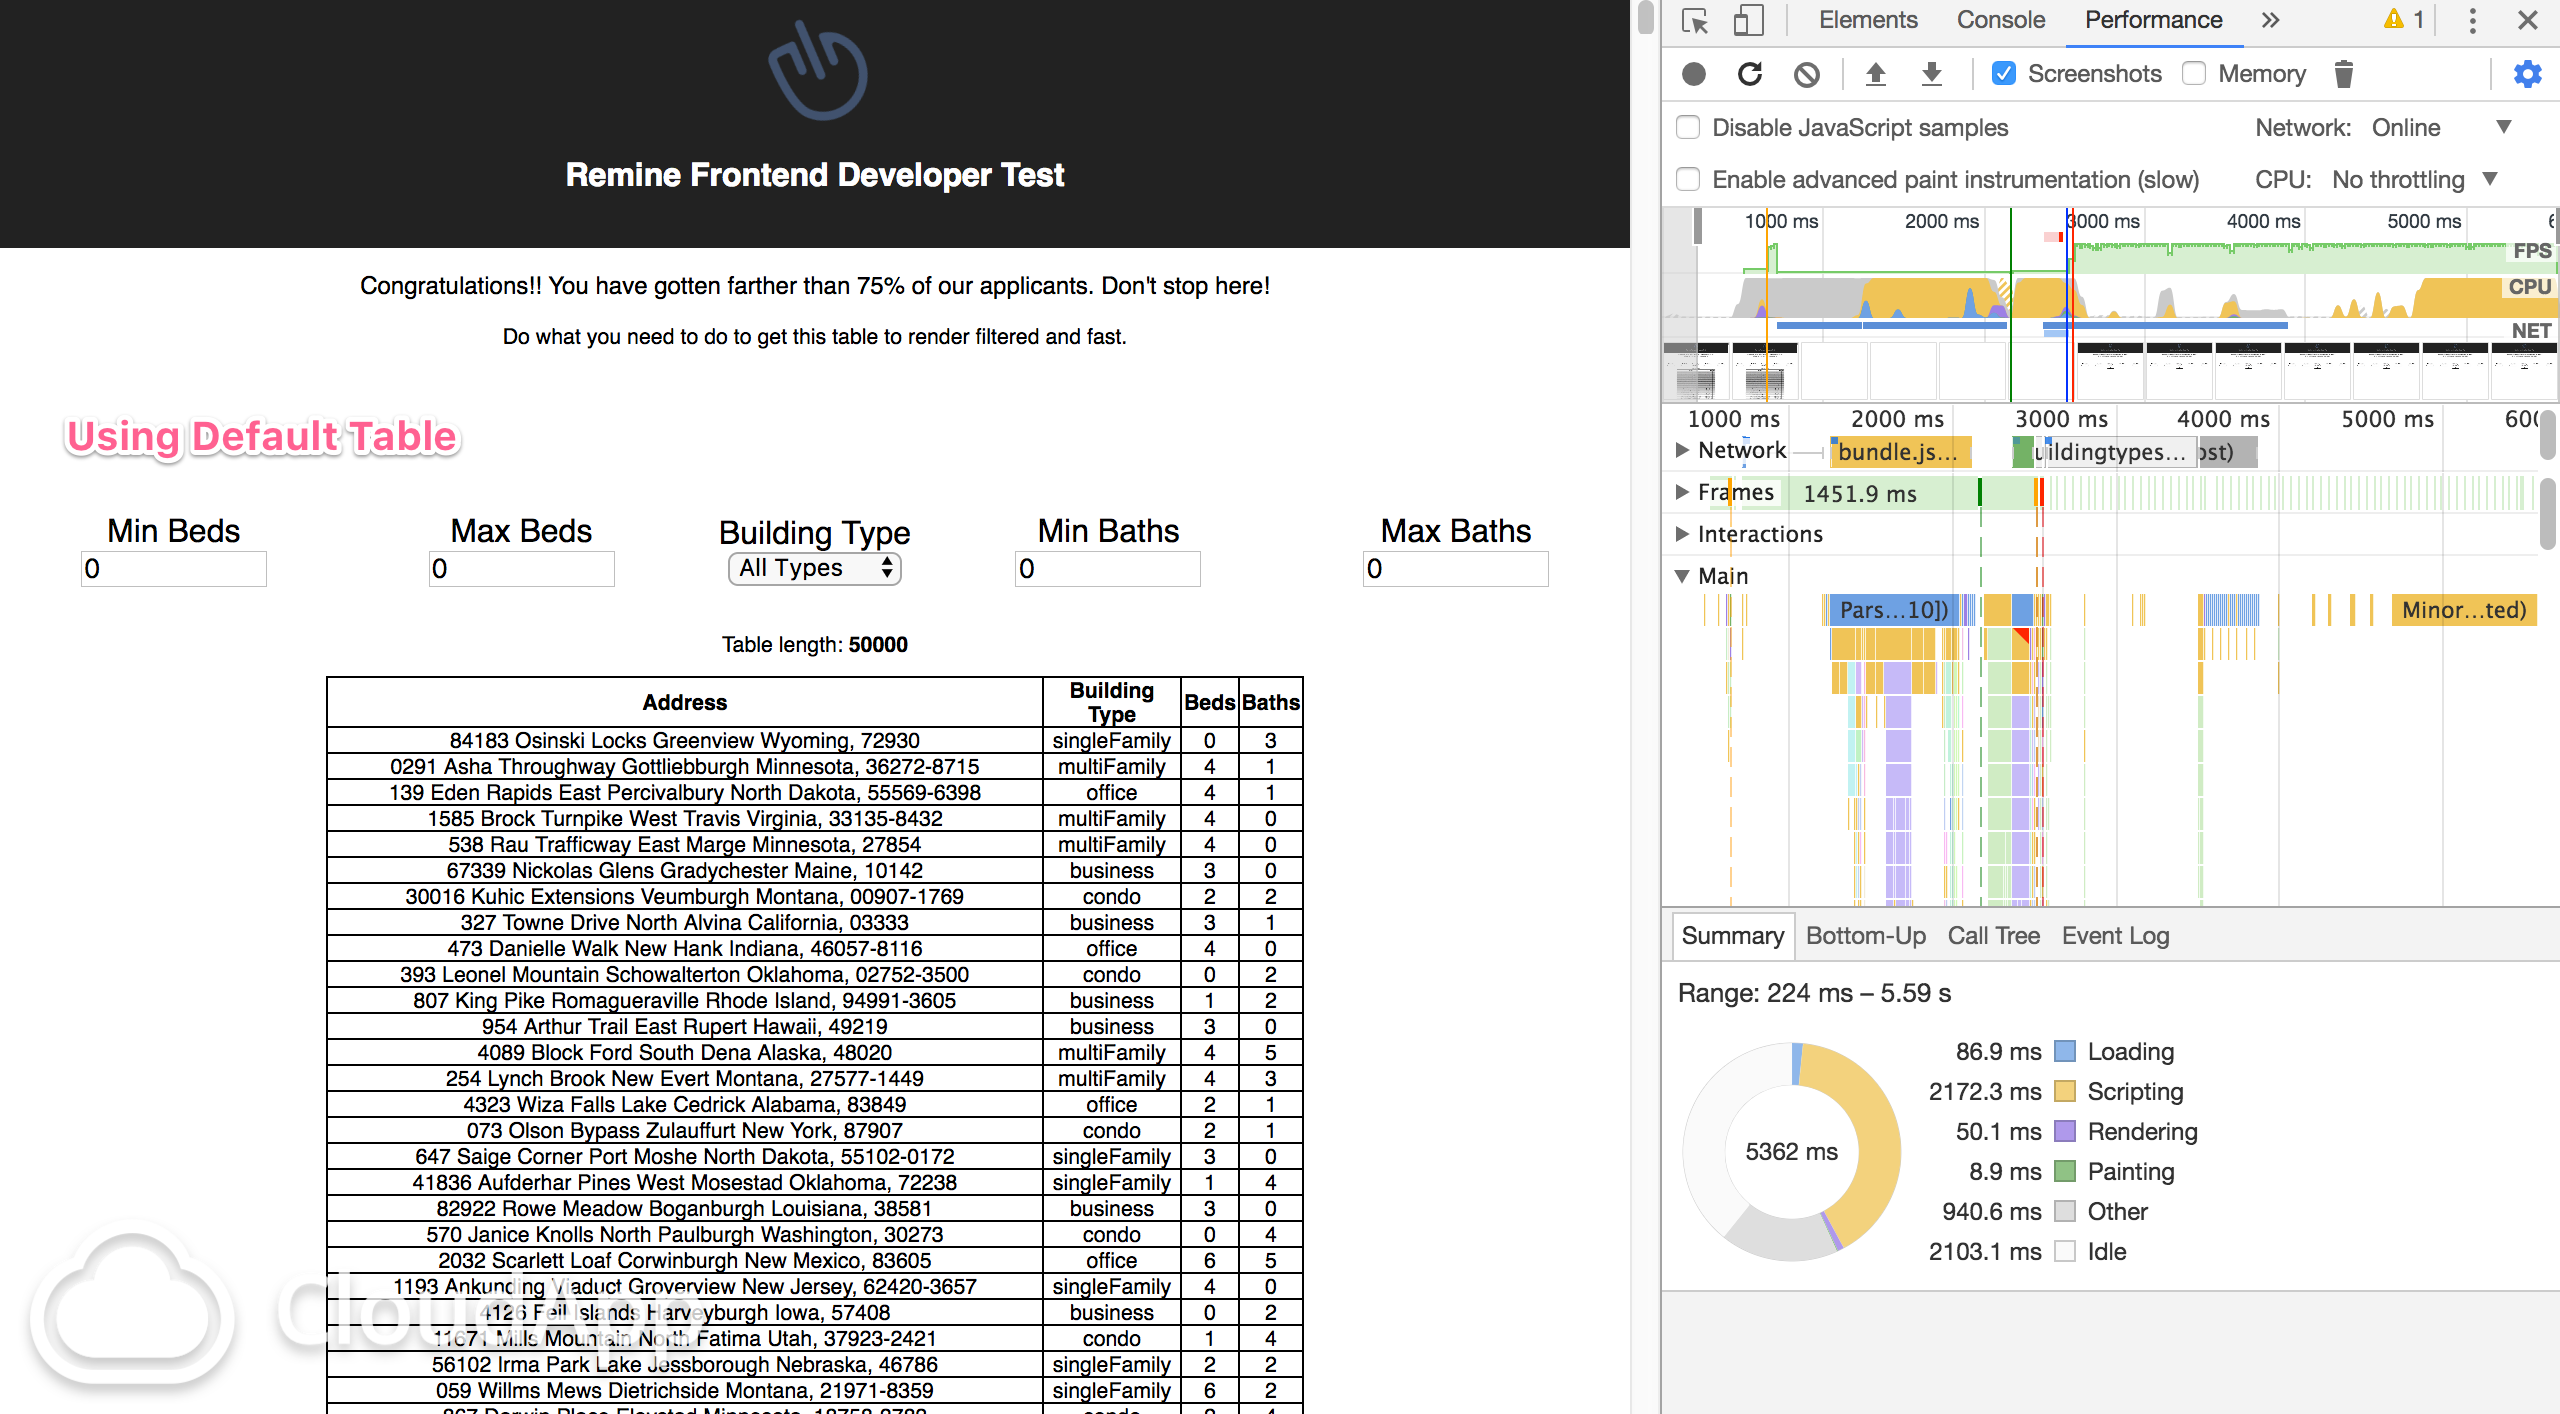 Remine Frontend Developer Test
Congratulations!! You have gotten farther than 75% of our applicants. Don't stop here!
Do what you need to do to get this table to render filtered and fast.
Using Default Table
Min Beds
0
Max Beds
0
Building Type
All Types
Min Baths
0
Max Baths
0
Table length: 50000
Address Building Type Beds Baths
84183 Osinski Locks Greenview Wyoming, 72930 singleFamily 0 3
0291 Asha Throughway Gottliebburgh Minnesota, 36272-8715 multiFamily 4 1
139 Eden Rapids East Percivalbury North Dakota, 55569-6398 office 4 1
1585 Brock Turnpike West Travis Virginia, 33135-8432 multiFamily 4 0
538 Rau Trafficway East Marge Minnesota, 27854 multiFamily 4 0
67339 Nickolas Glens Gradychester Maine, 10142 business 3 0
30016 Kuhic Extensions Veumburgh Montana, 00907-1769 condo 2 2
327 Towne Drive North Alvina California, 03333 business 3 1
473 Danielle Walk New Hank Indiana, 46057-8116 office 4 0
393 Leonel Mountain Schowalterton Oklahoma, 02752-3500 condo 0 2
807 King Pike Romagueraville Rhode Island, 94991-3605 business 1 2
954 Arthur Trail East Rupert Hawaii, 49219 business 3 0
4089 Block Ford South Dena Alaska, 48020 multiFamily 4 5
254 Lynch Brook New Evert Montana, 27577-1449 multiFamily 4 3
4323 Wiza Falls Lake Cedrick Alabama, 83849 office 2 1
073 Olson Bypass Zulauffurt New York, 87907 condo 2 1
647 Saige Corner Port Moshe North Dakota, 55102-0172 singleFamily 3 0
41836 Aufderhar Pines West Mosestad Oklahoma, 72238 singleFamily 1 4
82922 Rowe Meadow Boganburgh Louisiana, 38581 business 3 0
570 Janice Knolls North Paulburgh Washington, 30273 condo 0 4
2032 Scarlett Loaf Corwinburgh New Mexico, 83605 office 6 5
1193 Ankunding Viaduct Groverview New Jersey, 62420-3657 singleFamily 4 0
4126 Feil Islands Harveyburgh Iowa, 57408 business 0 2
11671 Mills Mountain North Fatima Utah, 37923-2421 condo 1 4
56102 Irma Park Lake Jessborough Nebraska, 46786 singleFamily 2 2
059 Willms Mews Dietrichside Montana, 21971-8359 singleFamily 6 2
CloudApp
Elements Console Performance 1
Screenshots Memory
Disable JavaScript samples Network: Online
Enable advanced paint instrumentation (slow) CPU: No throttling
1000 ms 2000 ms 3000 ms 4000 ms 5000 ms
FPS
CPU
NET
1000 ms 2000 ms 3000 ms 4000 ms 5000 ms
Network bundle.js… uildingtypes… ost)
Frames 1451.9 ms
Interactions
Main
Pars…10]) Minor…ted)
Summary Bottom-Up Call Tree Event Log
Range: 224 ms – 5.59 s
5362 ms
86.9 ms Loading
2172.3 ms Scripting
50.1 ms Rendering
8.9 ms Painting
940.6 ms Other
2103.1 ms Idle